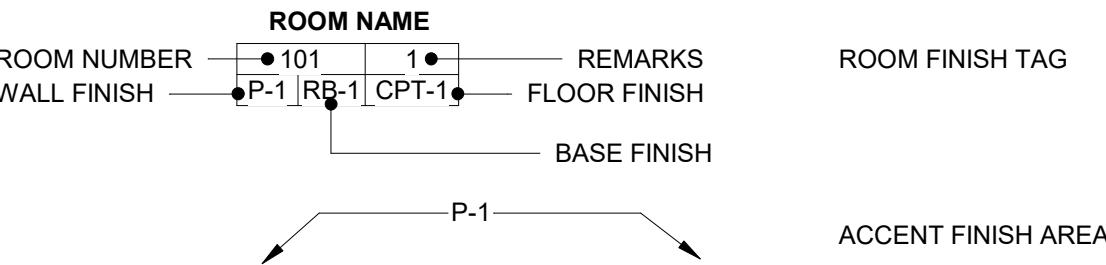 ROOM NAME
ROOM NUMBER 101 1 REMARKS ROOM FINISH TAG
WALL FINISH P-1 RB-1 CPT-1 FLOOR FINISH
BASE FINISH
P-1
ACCENT FINISH AREA